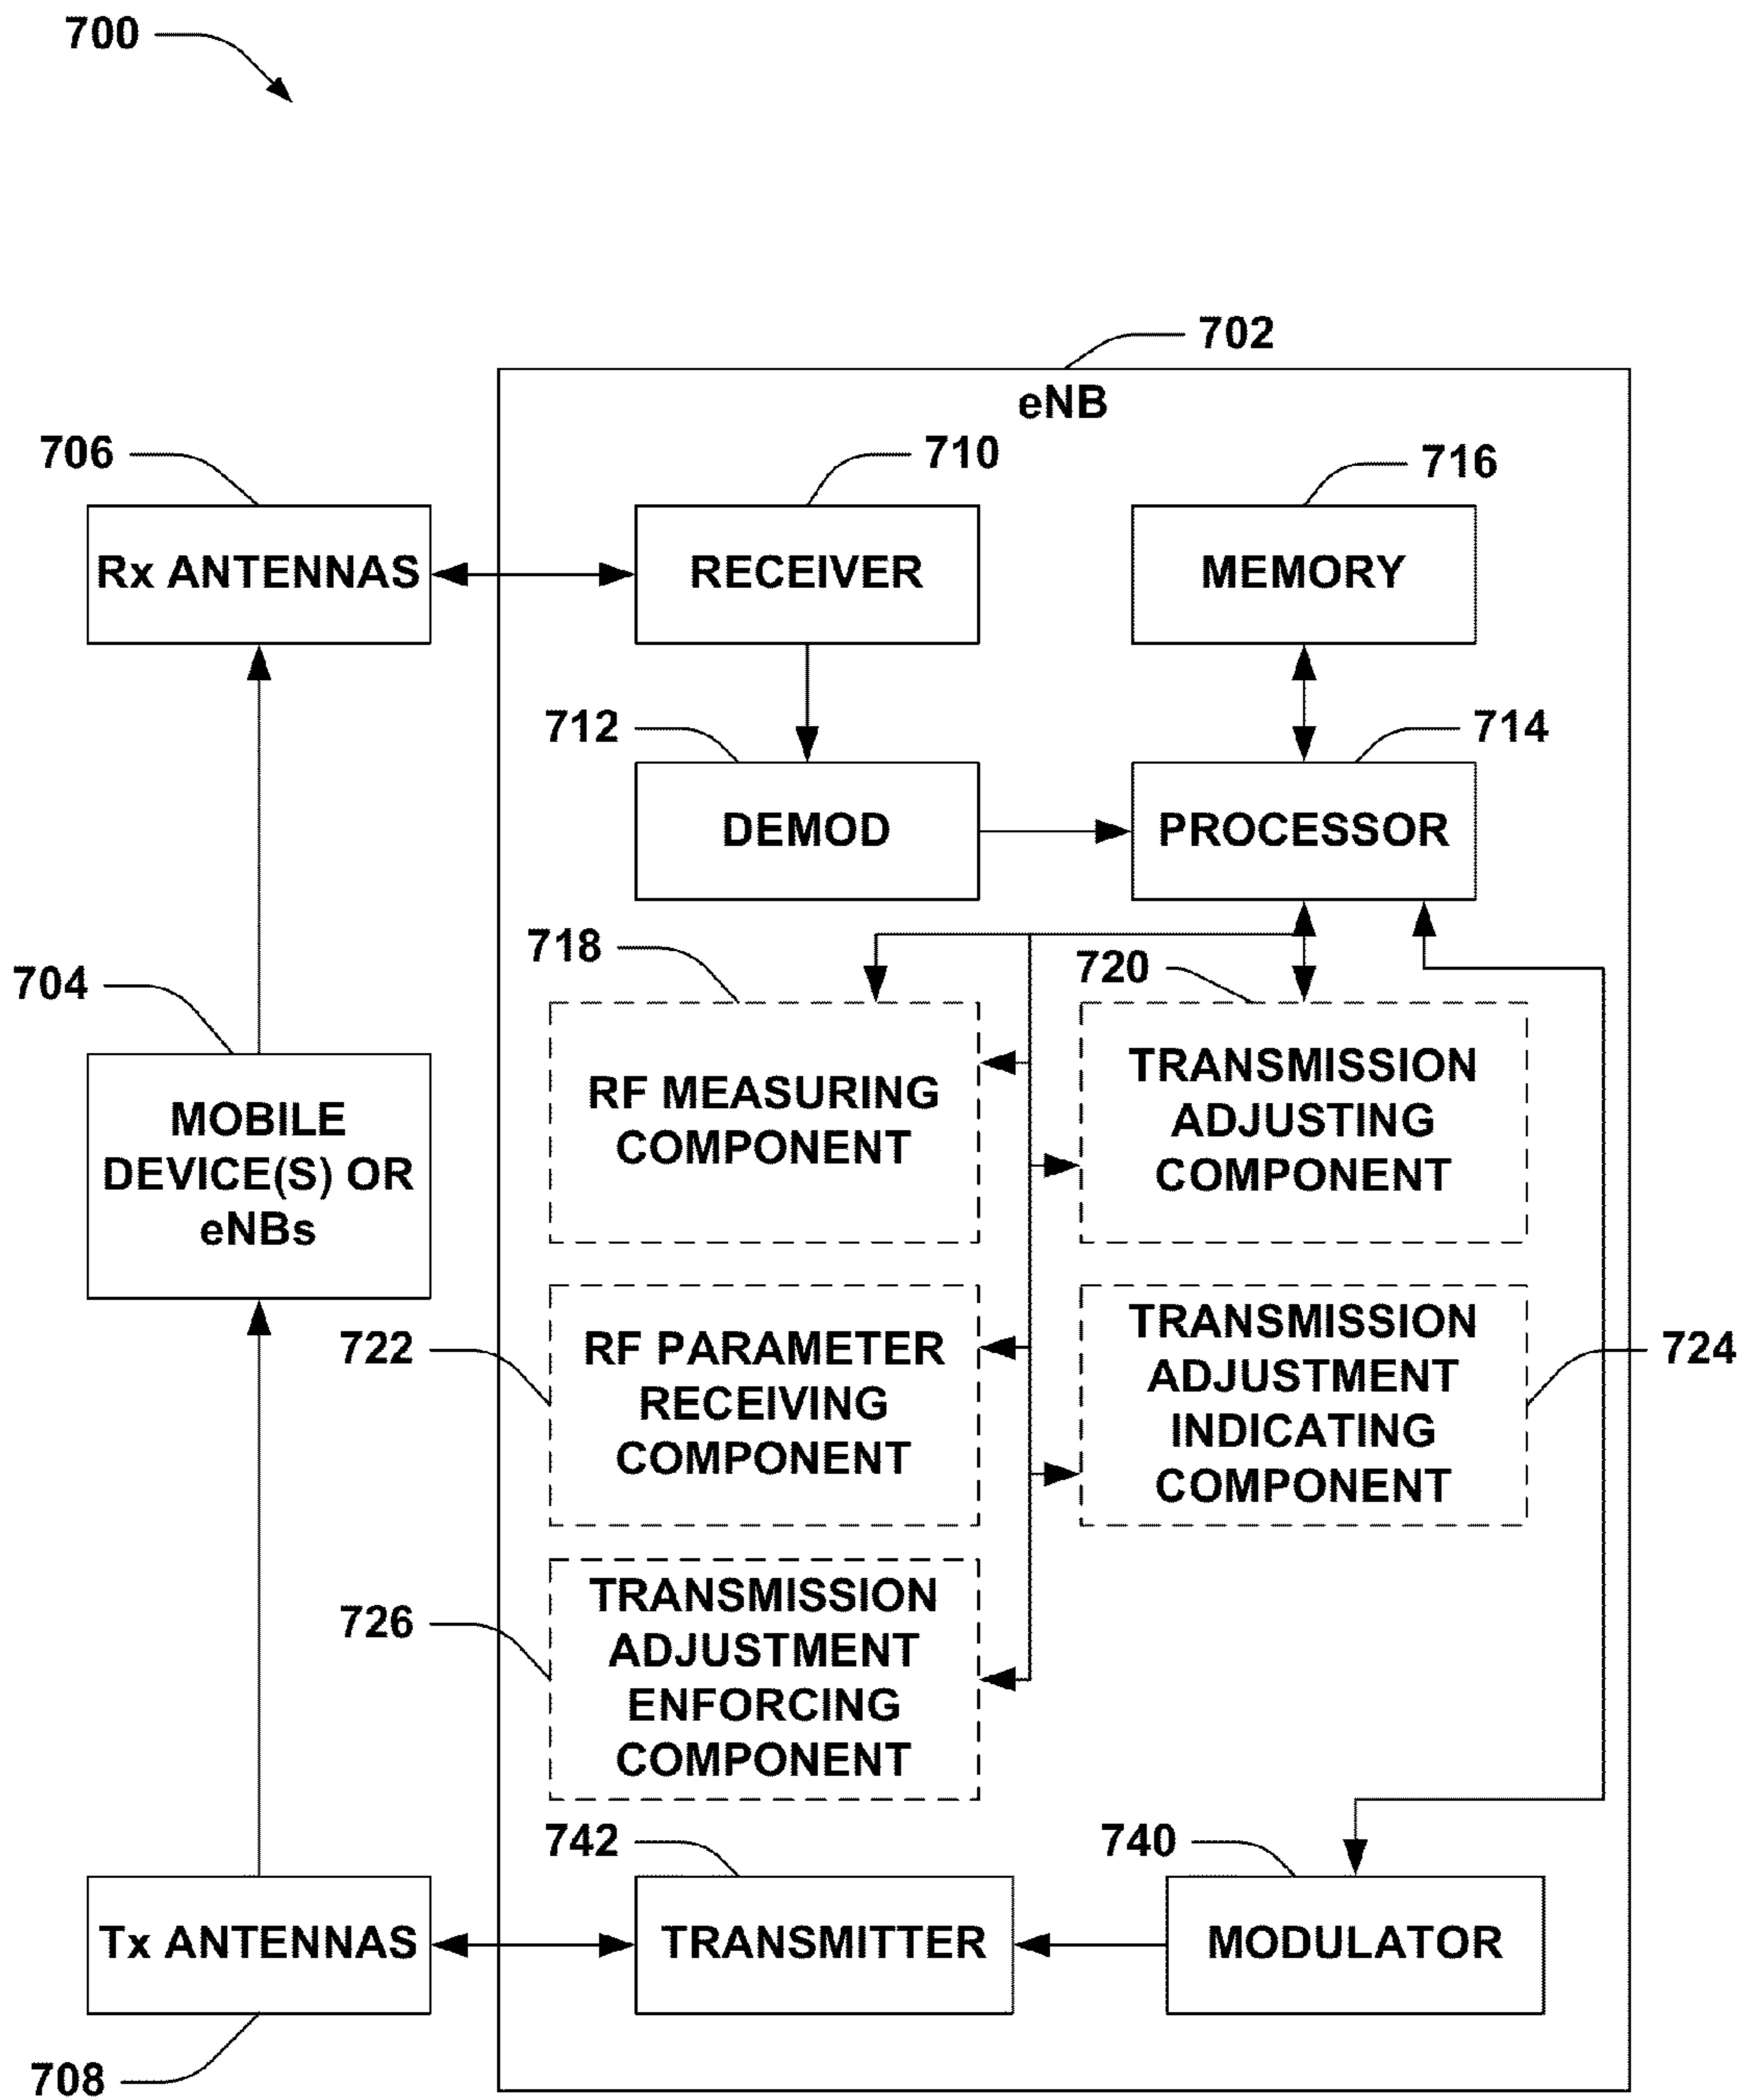 700
702
eNB
706
710
716
Rx ANTENNAS
RECEIVER
MEMORY
712
714
DEMOD
PROCESSOR
718
720
704
RF MEASURING
COMPONENT
TRANSMISSION
ADJUSTING
COMPONENT
MOBILE
DEVICE(S) OR
eNBs
722
RF PARAMETER
RECEIVING
COMPONENT
TRANSMISSION
ADJUSTMENT
INDICATING
COMPONENT
724
726
TRANSMISSION
ADJUSTMENT
ENFORCING
COMPONENT
742
740
Tx ANTENNAS
TRANSMITTER
MODULATOR
708